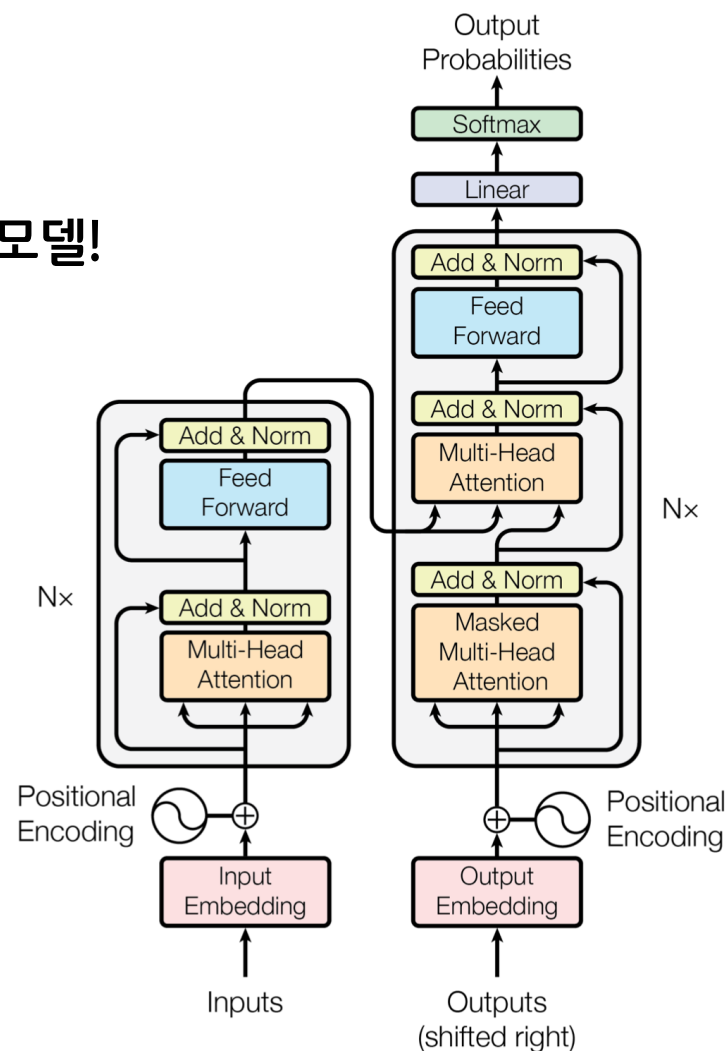 모델!
Output
Probabilities
Softmax
Linear
Add & Norm
Feed
Forward
Add & Norm
Multi-Head
Attention
Add & Norm
Masked
Multi-Head
Attention
N×
Add & Norm
Feed
Forward
Add & Norm
Multi-Head
Attention
N×
Positional
Encoding
Positional
Encoding
Input
Embedding
Output
Embedding
Inputs
Outputs
(shifted right)